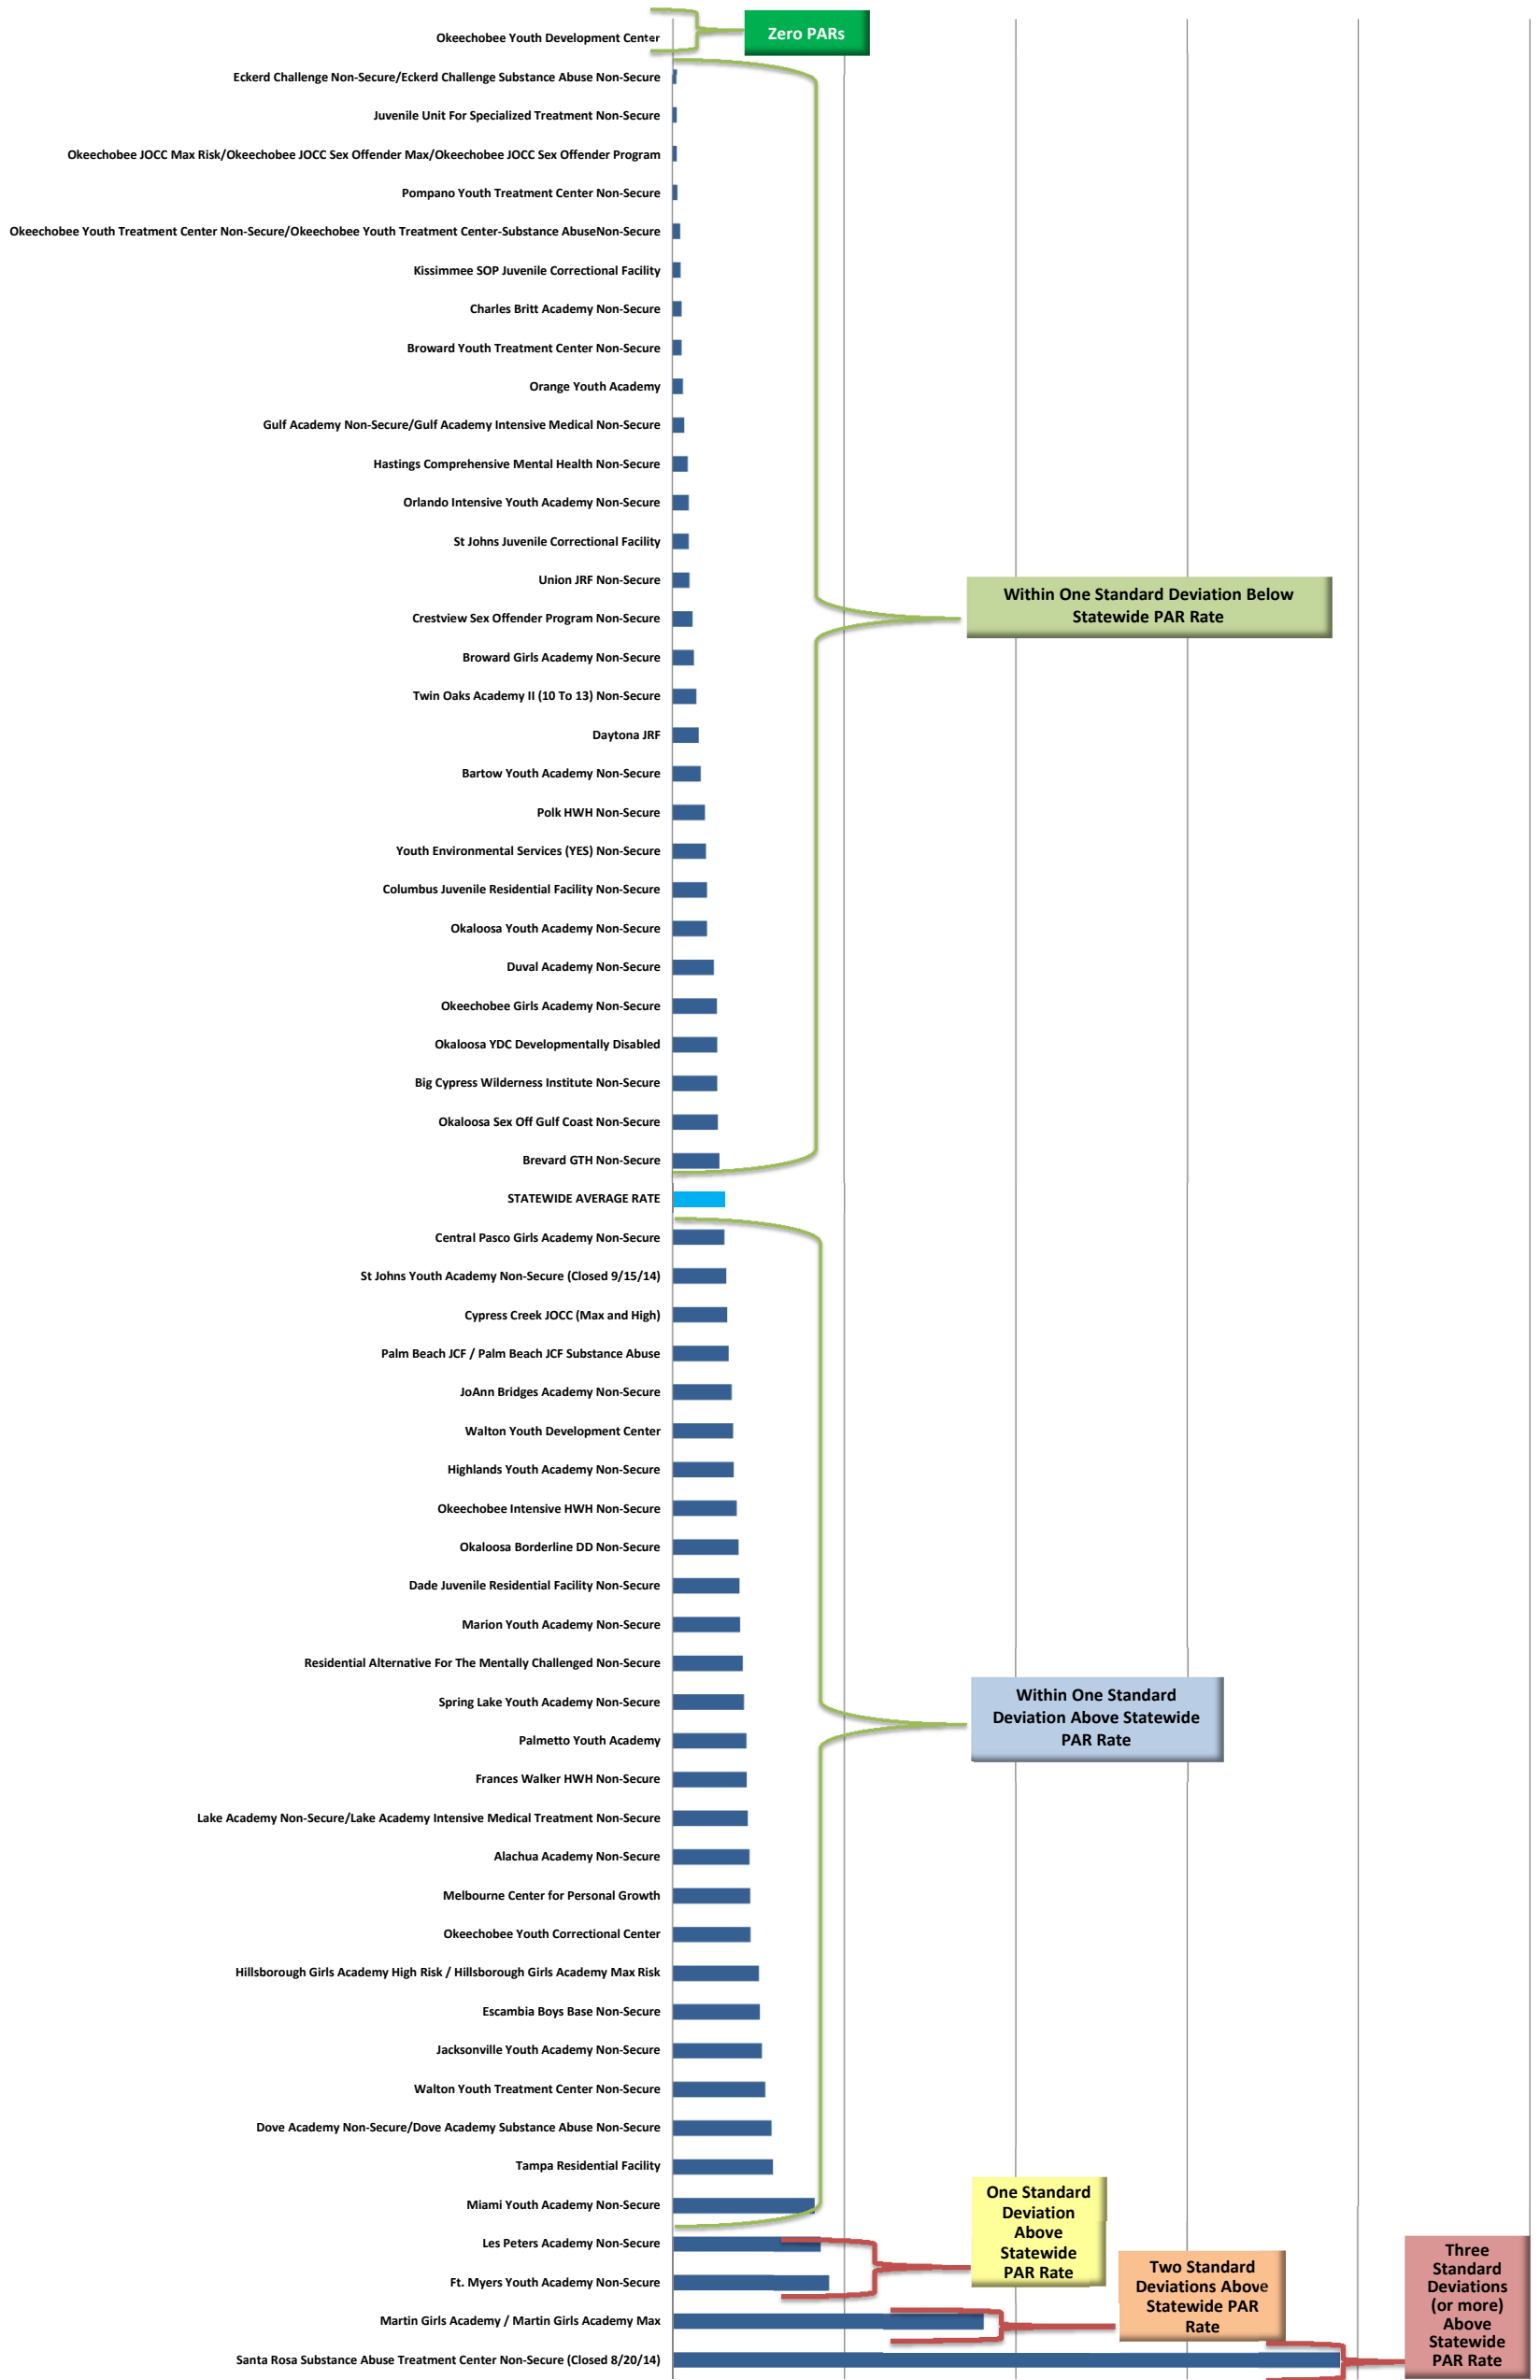 Okeechobee Youth Development Center
Zero PARs
Eckerd Challenge Non-Secure/Eckerd Challenge Substance Abuse Non-Secure
Juvenile Unit For Specialized Treatment Non-Secure
Okeechobee JOCC Max Risk/Okeechobee JOCC Sex Offender Max/Okeechobee JOCC Sex Offender Program
Pompano Youth Treatment Center Non-Secure
Okeechobee Youth Treatment Center Non-Secure/Okeechobee Youth Treatment Center-Substance AbuseNon-Secure
Kissimmee SOP Juvenile Correctional Facility
Charles Britt Academy Non-Secure
Broward Youth Treatment Center Non-Secure
Orange Youth Academy
Gulf Academy Non-Secure/Gulf Academy Intensive Medical Non-Secure
Hastings Comprehensive Mental Health Non-Secure
Orlando Intensive Youth Academy Non-Secure
St Johns Juvenile Correctional Facility
Union JRF Non-Secure
Within One Standard Deviation Below
Statewide PAR Rate
Crestview Sex Offender Program Non-Secure
Broward Girls Academy Non-Secure
Twin Oaks Academy II (10 To 13) Non-Secure
Daytona JRF
Bartow Youth Academy Non-Secure
Polk HWH Non-Secure
Youth Environmental Services (YES) Non-Secure
Columbus Juvenile Residential Facility Non-Secure
Okaloosa Youth Academy Non-Secure
Duval Academy Non-Secure
Okeechobee Girls Academy Non-Secure
Okaloosa YDC Developmentally Disabled
Big Cypress Wilderness Institute Non-Secure
Okaloosa Sex Off Gulf Coast Non-Secure
Brevard GTH Non-Secure
STATEWIDE AVERAGE RATE
Central Pasco Girls Academy Non-Secure
St Johns Youth Academy Non-Secure (Closed 9/15/14)
Cypress Creek JOCC (Max and High)
Palm Beach JCF / Palm Beach JCF Substance Abuse
JoAnn Bridges Academy Non-Secure
Walton Youth Development Center
Highlands Youth Academy Non-Secure
Okeechobee Intensive HWH Non-Secure
Okaloosa Borderline DD Non-Secure
Dade Juvenile Residential Facility Non-Secure
Marion Youth Academy Non-Secure
Residential Alternative For The Mentally Challenged Non-Secure
Spring Lake Youth Academy Non-Secure
Within One Standard
Deviation Above Statewide
PAR Rate
Palmetto Youth Academy
Frances Walker HWH Non-Secure
Lake Academy Non-Secure/Lake Academy Intensive Medical Treatment Non-Secure
Alachua Academy Non-Secure
Melbourne Center for Personal Growth
Okeechobee Youth Correctional Center
Hillsborough Girls Academy High Risk / Hillsborough Girls Academy Max Risk
Escambia Boys Base Non-Secure
Jacksonville Youth Academy Non-Secure
Walton Youth Treatment Center Non-Secure
Dove Academy Non-Secure/Dove Academy Substance Abuse Non-Secure
Tampa Residential Facility
Miami Youth Academy Non-Secure
One Standard
Deviation
Above
Statewide
PAR Rate
Les Peters Academy Non-Secure
Ft. Myers Youth Academy Non-Secure
Two Standard
Deviations Above
Statewide PAR
Rate
Three
Standard
Deviations
(or more)
Above
Statewide
PAR Rate
Martin Girls Academy / Martin Girls Academy Max
Santa Rosa Substance Abuse Treatment Center Non-Secure (Closed 8/20/14)